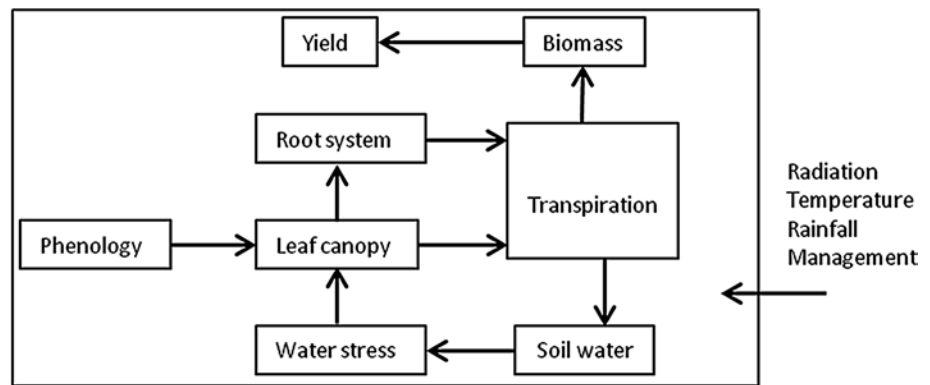 Yield
Biomass
Root system
Transpiration
Phenology
Leaf canopy
Water stress
Soil water
Radiation
Temperature
Rainfall
Management